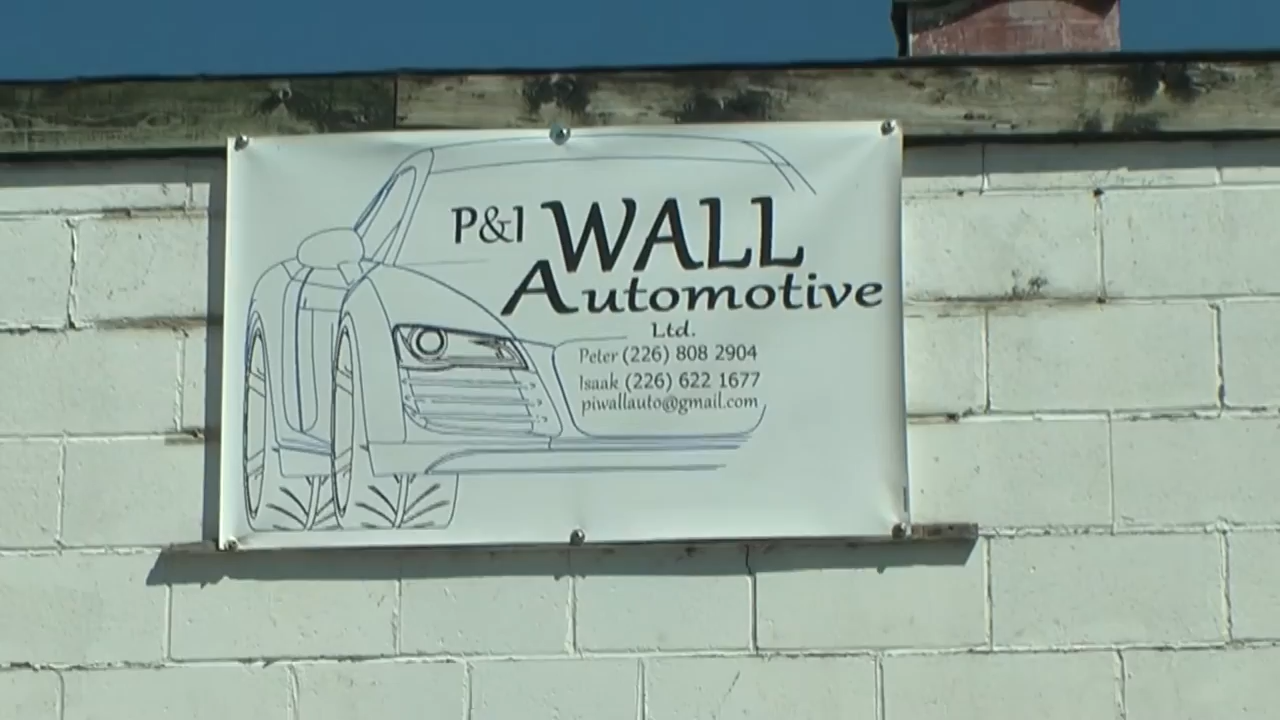 P&I WALL
Automotive
Ltd.
Peter (226) 808 2904
Isaak (226) 622 1677
piwallauto@gmail.com